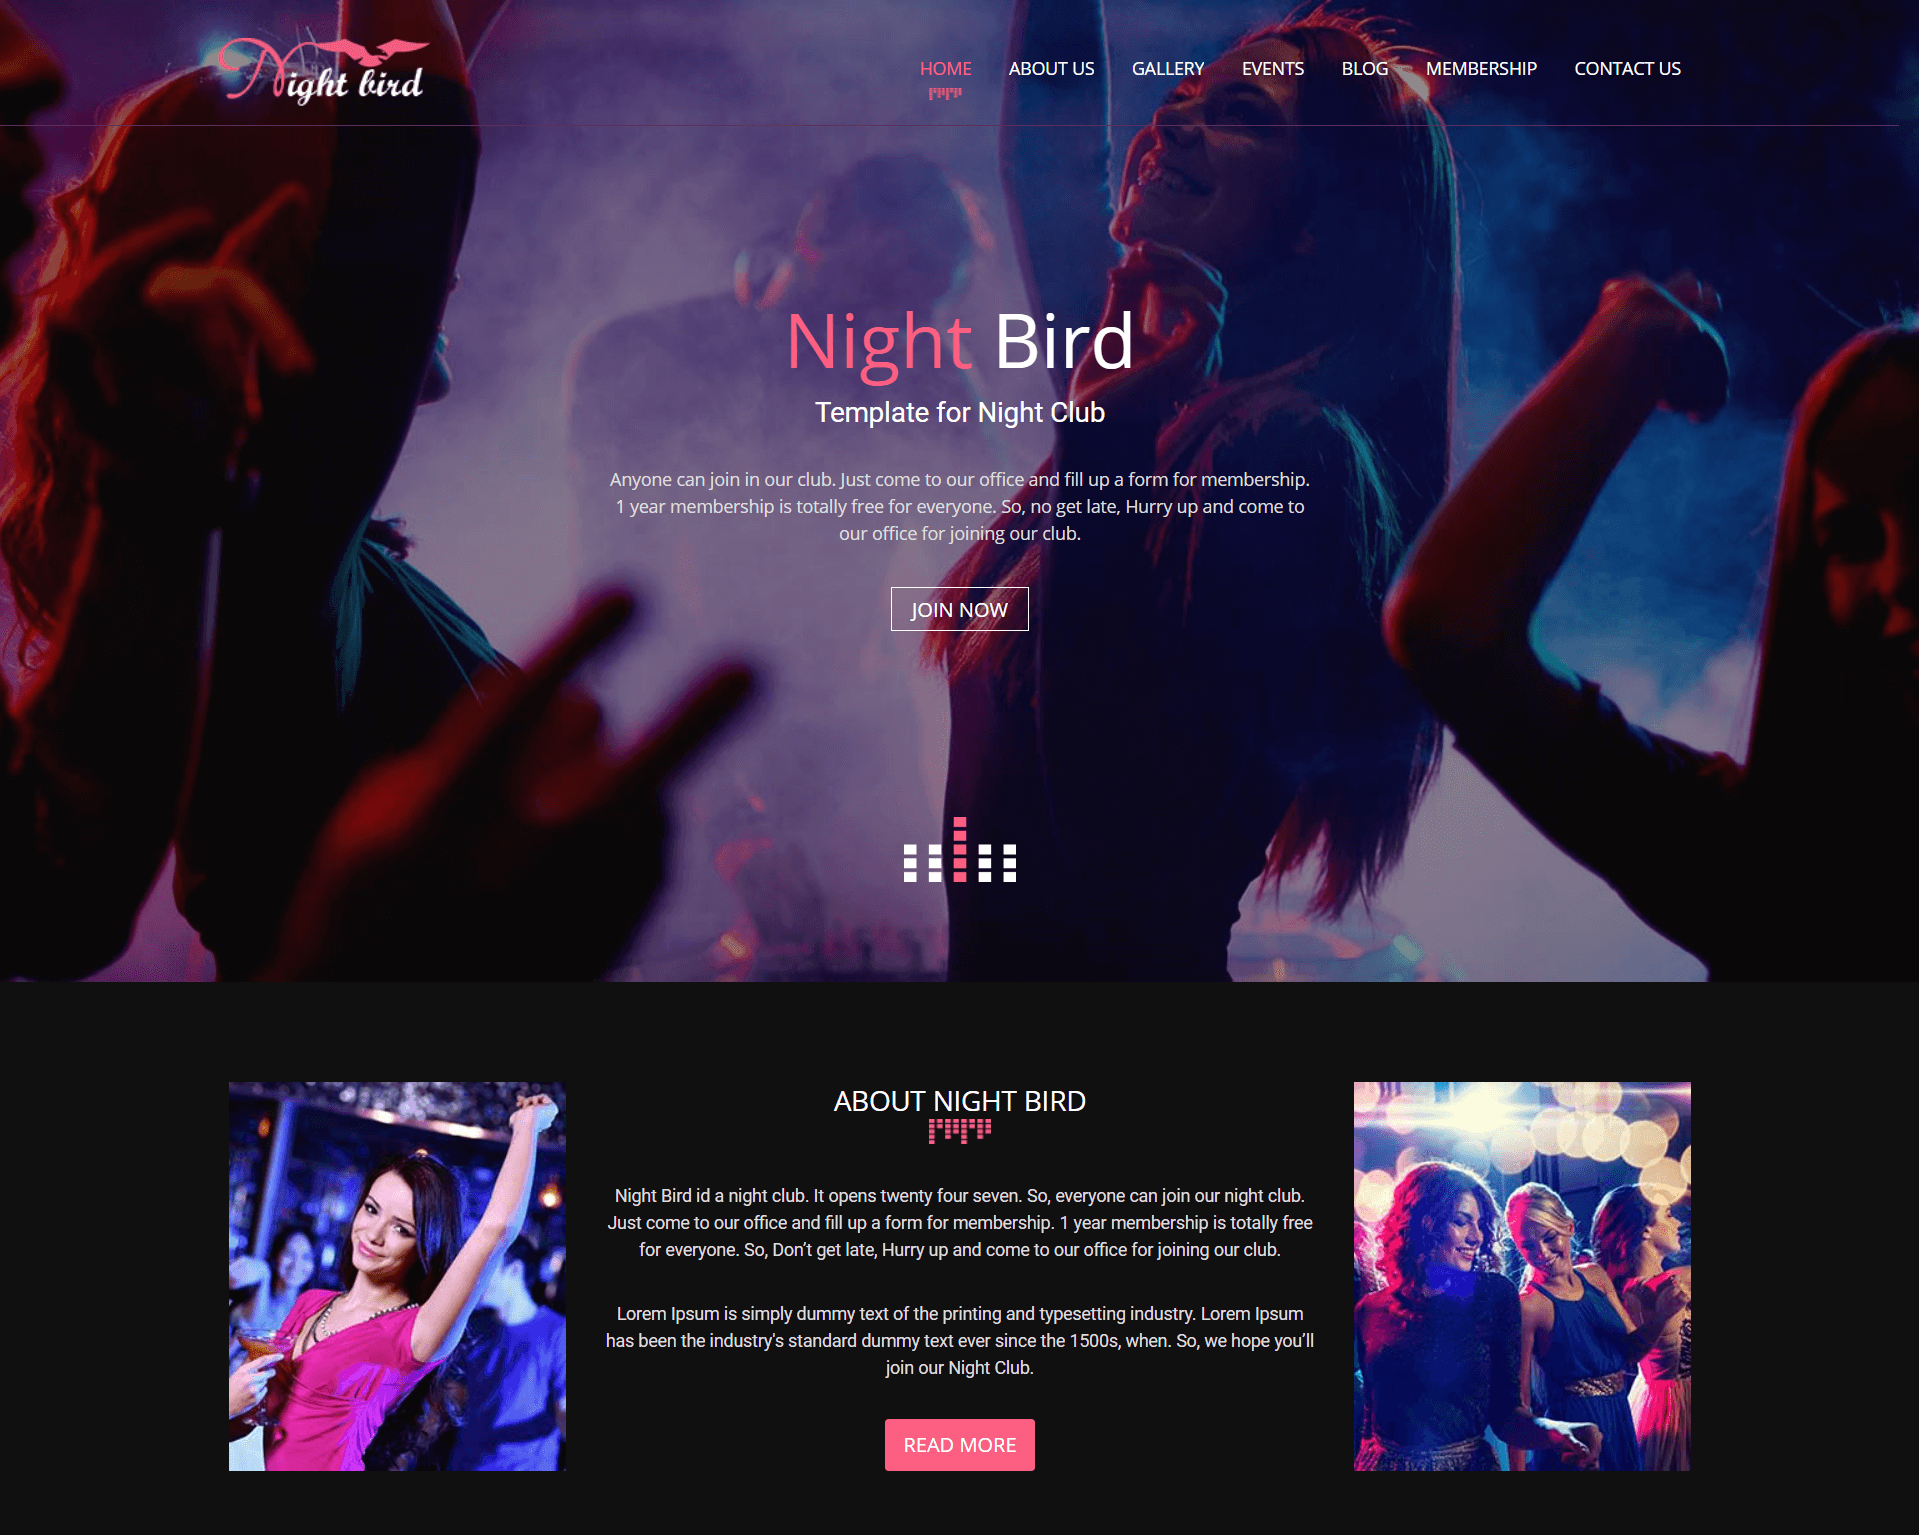 Night bird
HOME ABOUT US GALLERY EVENTS BLOG MEMBERSHIP CONTACT US
Night Bird
Template for Night Club
Anyone can join in our club. Just come to our office and fill up a form for membership.
1 year membership is totally free for everyone. So, no get late, Hurry up and come to
our office for joining our club.
JOIN NOW
ABOUT NIGHT BIRD
Night Bird id a night club. It opens twenty four seven. So, everyone can join our night club.
Just come to our office and fill up a form for membership. 1 year membership is totally free
for everyone. So, Don’t get late, Hurry up and come to our office for joining our club.
Lorem Ipsum is simply dummy text of the printing and typesetting industry. Lorem Ipsum
has been the industry's standard dummy text ever since the 1500s, when. So, we hope you’ll
join our Night Club.
READ MORE